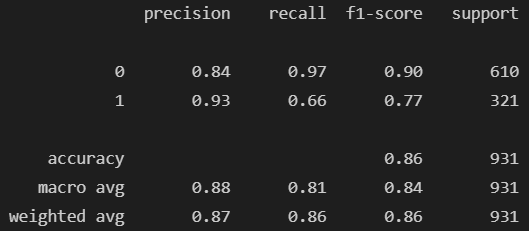 precision recall f1-score support
0 0.84 0.97 0.90 610
1 0.93 0.66 0.77 321
accuracy 0.86 931
macro avg 0.88 0.81 0.84 931
weighted avg 0.87 0.86 0.86 931